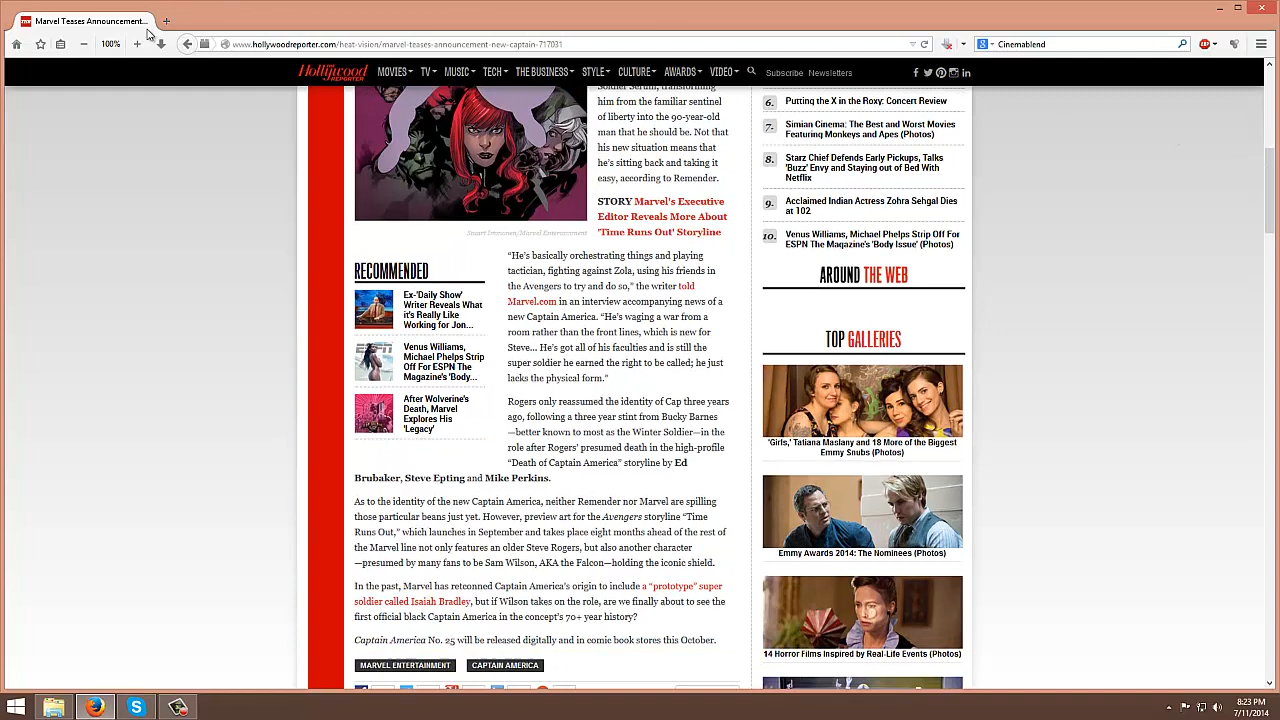 Marvel Teases Announcement...
100%
www.hollywoodreporter.com/heat-vision/marvel-teases-announcement-new-captain-717031
Cinemablend
THE
Hollywood
REPORTER
MOVIES
TV
MUSIC
TECH
THE BUSINESS
STYLE
CULTURE
AWARDS
VIDEO
Subscribe
Newsletters
Soldier Serum, transforming
him from the familiar sentinel
of liberty into the 90-year-old
man that he should be. Not that
his new situation means that
he's sitting back and taking it
easy, according to Remender.
STORY Marvel's Executive
Editor Reveals More About
'Time Runs Out' Storyline
Stuart Immonen/Marvel Entertainment
RECOMMENDED
Ex-'Daily Show'
Writer Reveals What
it's Really Like
Working for Jon...
Venus Williams,
Michael Phelps Strip
Off For ESPN The
Magazine's 'Body...
After Wolverine's
Death, Marvel
Explores His
'Legacy'
“He's basically orchestrating things and playing
tactician, fighting against Zola, using his friends in
the Avengers to try and do so,” the writer told
Marvel.com in an interview accompanying news of a
new Captain America. “He's waging a war from a
room rather than the front lines, which is new for
Steve... He's got all of his faculties and is still the
super soldier he earned the right to be called; he just
lacks the physical form.”
Rogers only reassumed the identity of Cap three years
ago, following a three year stint from Bucky Barnes
—better known to most as the Winter Soldier—in the
role after Rogers' presumed death in the high-profile
“Death of Captain America” storyline by Ed
Brubaker, Steve Epting and Mike Perkins.
As to the identity of the new Captain America, neither Remender nor Marvel are spilling
those particular beans just yet. However, preview art for the Avengers storyline “Time
Runs Out,” which launches in September and takes place eight months ahead of the rest of
the Marvel line not only features an older Steve Rogers, but also another character
—presumed by many fans to be Sam Wilson, AKA the Falcon—holding the iconic shield.
In the past, Marvel has retconned Captain America's origin to include a “prototype” super
soldier called Isaiah Bradley, but if Wilson takes on the role, are we finally about to see the
first official black Captain America in the concept's 70+ year history?
Captain America No. 25 will be released digitally and in comic book stores this October.
MARVEL ENTERTAINMENT
CAPTAIN AMERICA
6. Putting the X in the Roxy: Concert Review
7. Simian Cinema: The Best and Worst Movies
Featuring Monkeys and Apes (Photos)
8. Starz Chief Defends Early Pickups, Talks
'Buzz' Envy and Staying out of Bed With
Netflix
9. Acclaimed Indian Actress Zohra Sehgal Dies
at 102
10. Venus Williams, Michael Phelps Strip Off For
ESPN The Magazine's 'Body Issue' (Photos)
AROUND THE WEB
TOP GALLERIES
'Girls,' Tatiana Maslany and 18 More of the Biggest
Emmy Snubs (Photos)
Emmy Awards 2014: The Nominees (Photos)
14 Horror Films Inspired by Real-Life Events (Photos)
8:23 PM
7/11/2014